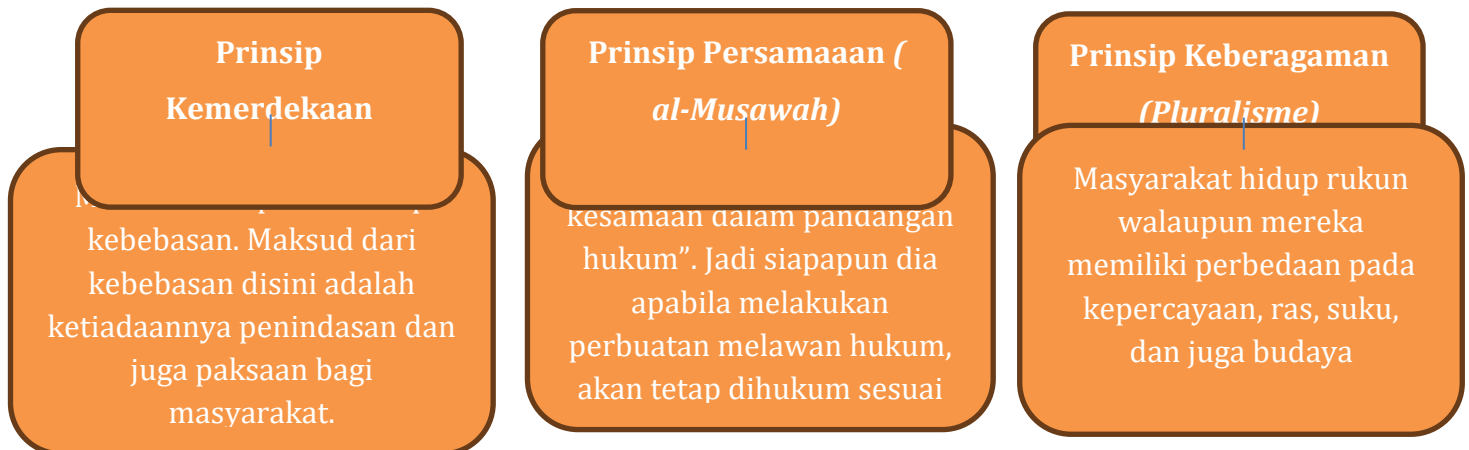 Prinsip
Kemerdekaan
kebebasan. Maksud dari
kebebasan disini adalah
ketiadaannya penindasan dan
juga paksaan bagi
masyarakat.
Prinsip Persamaaan (
al-Musawah)
kesamaan dalam pandangan
hukum”. Jadi siapapun dia
apabila melakukan
perbuatan melawan hukum,
akan tetap dihukum sesuai
Prinsip Keberagaman
(Pluralisme)
Masyarakat hidup rukun
walaupun mereka
memiliki perbedaan pada
kepercayaan, ras, suku,
dan juga budaya